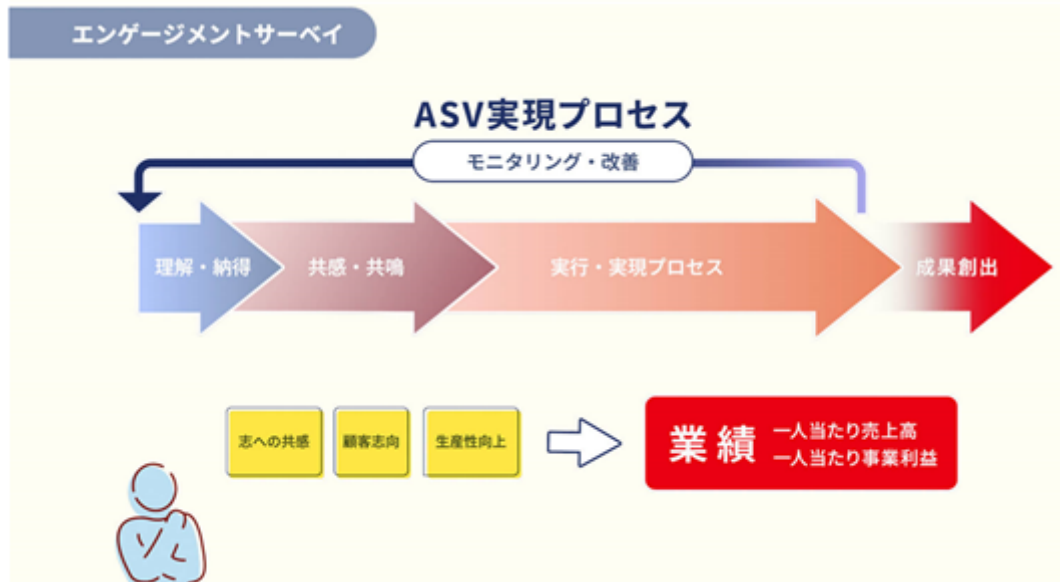 エンゲージメントサーベイ
ASV実現プロセス
モニタリング・改善
理解・納得
共感・共鳴
実行・実現プロセス
成果創出
志への共感
顧客志向
生産性向上
業績
一人当たり売上高
一人当たり事業利益